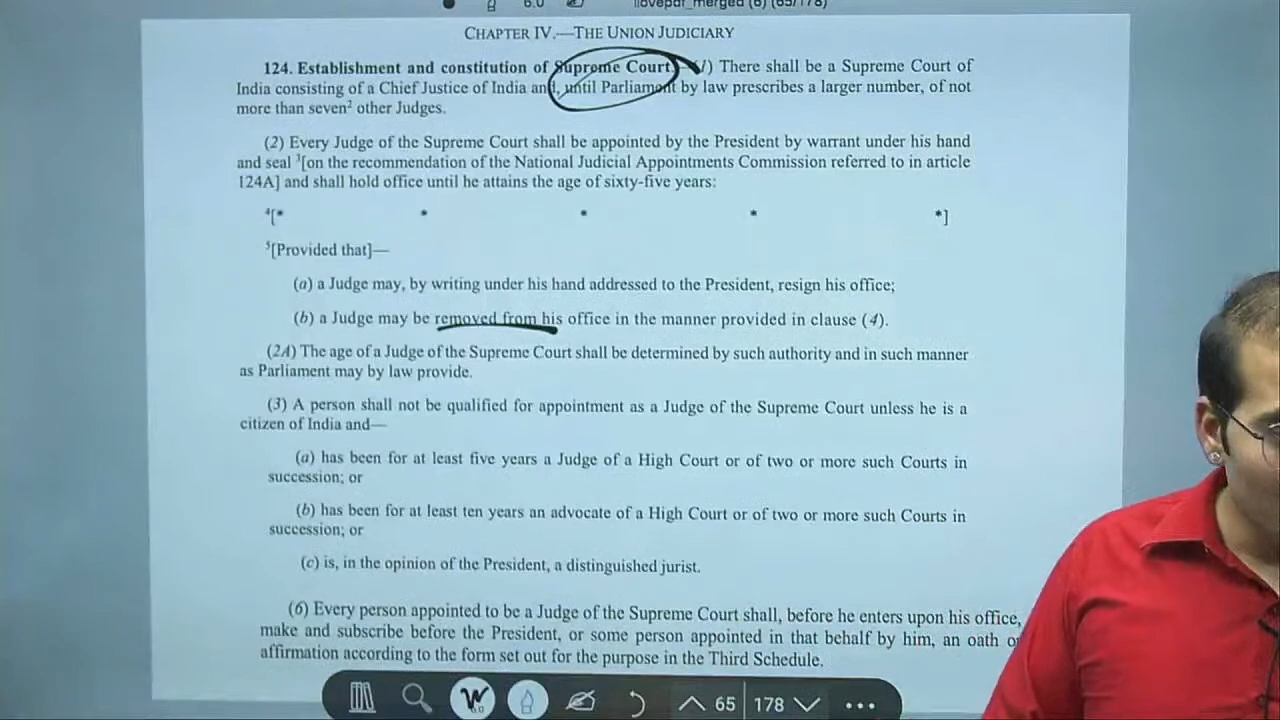 6.0 ilovepdf_merged (6) (65/178)
CHAPTER IV.—THE UNION JUDICIARY
124. Establishment and constitution of Supreme Court.—(1) There shall be a Supreme Court of
India consisting of a Chief Justice of India and, until Parliament by law prescribes a larger number, of not
more than seven² other Judges.
(2) Every Judge of the Supreme Court shall be appointed by the President by warrant under his hand
and seal ³[on the recommendation of the National Judicial Appointments Commission referred to in article
124A] and shall hold office until he attains the age of sixty-five years:
⁴[* * * * *]
⁵[Provided that]—
(a) a Judge may, by writing under his hand addressed to the President, resign his office;
(b) a Judge may be removed from his office in the manner provided in clause (4).
(2A) The age of a Judge of the Supreme Court shall be determined by such authority and in such manner
as Parliament may by law provide.
(3) A person shall not be qualified for appointment as a Judge of the Supreme Court unless he is a
citizen of India and—
(a) has been for at least five years a Judge of a High Court or of two or more such Courts in
succession; or
(b) has been for at least ten years an advocate of a High Court or of two or more such Courts in
succession; or
(c) is, in the opinion of the President, a distinguished jurist.
(6) Every person appointed to be a Judge of the Supreme Court shall, before he enters upon his office,
make and subscribe before the President, or some person appointed in that behalf by him, an oath or
affirmation according to the form set out for the purpose in the Third Schedule.
W 6.0 65 178